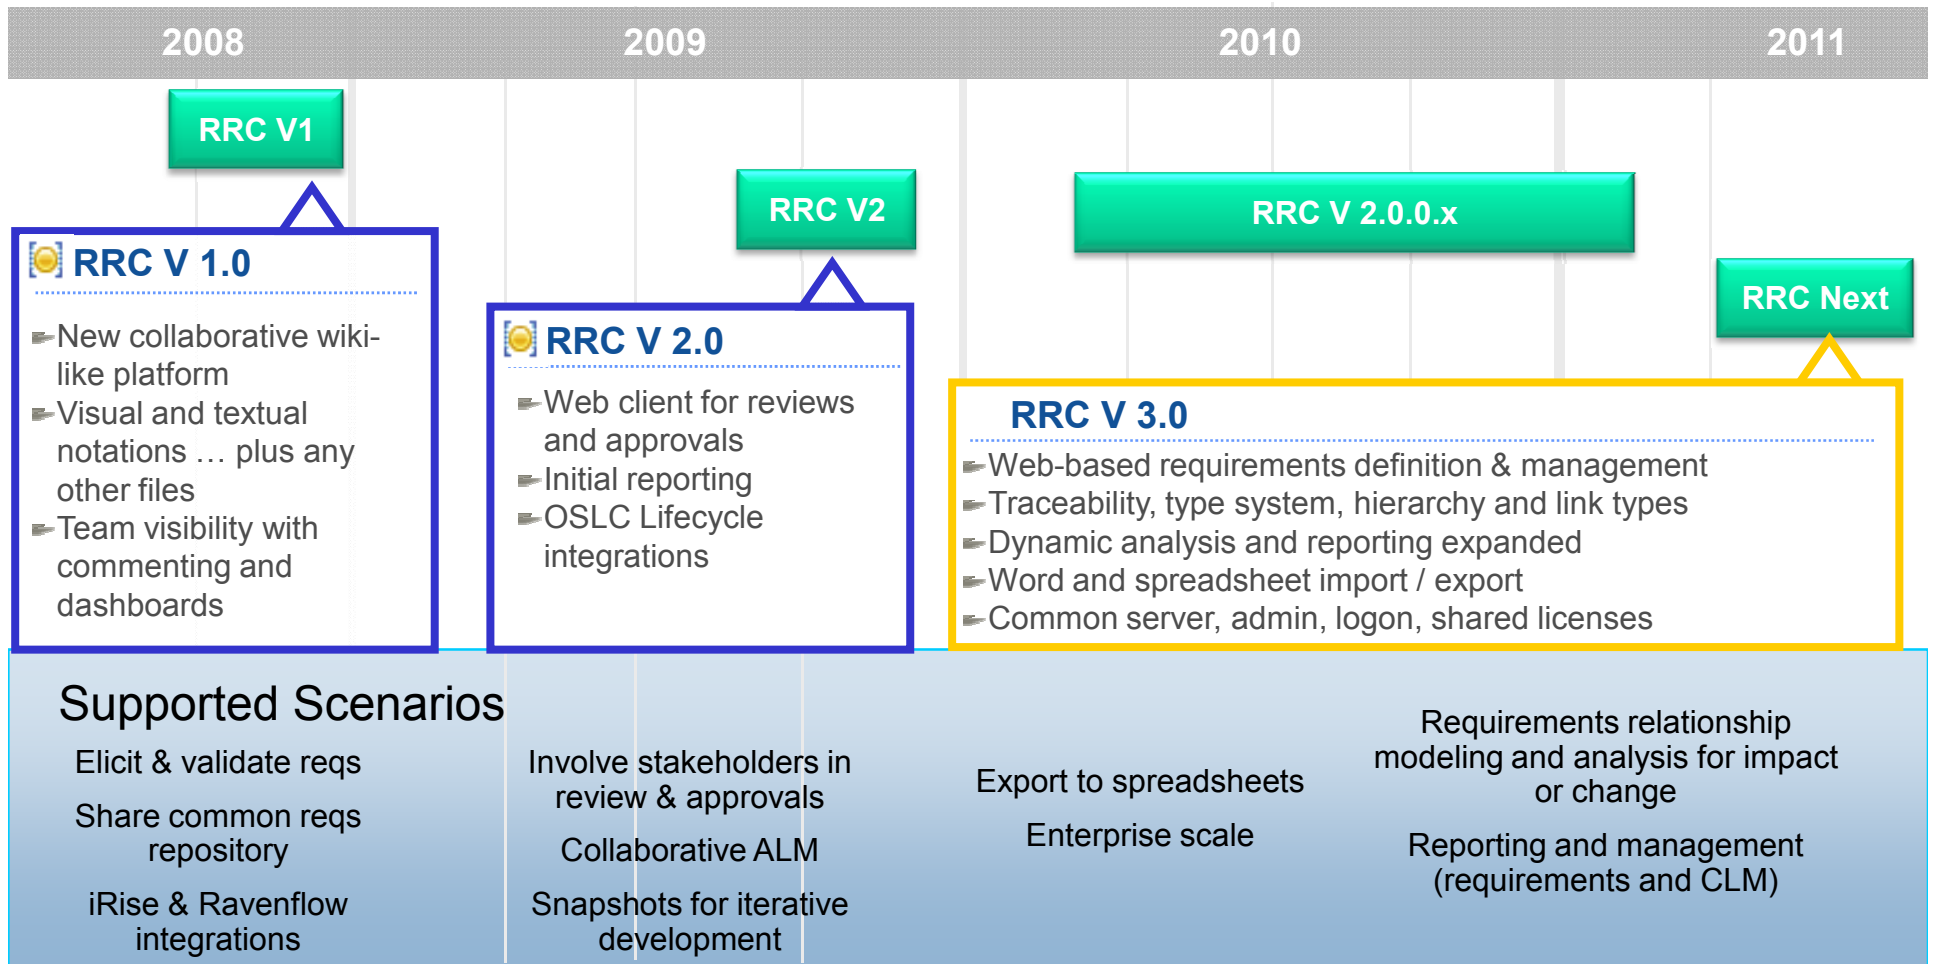 2008
2009
2010
2011
RRC V1
RRC V2
RRC V 2.0.0.x
RRC Next
RRC V 1.0
New collaborative wiki-
like platform
Visual and textual
notations … plus any
other files
Team visibility with
commenting and
dashboards
RRC V 2.0
Web client for reviews
and approvals
Initial reporting
OSLC Lifecycle
integrations
RRC V 3.0
Web-based requirements definition & management
Traceability, type system, hierarchy and link types
Dynamic analysis and reporting expanded
Word and spreadsheet import / export
Common server, admin, logon, shared licenses
Supported Scenarios
Elicit & validate reqs
Share common reqs
repository
iRise & Ravenflow
integrations
Involve stakeholders in
review & approvals
Collaborative ALM
Snapshots for iterative
development
Export to spreadsheets
Enterprise scale
Requirements relationship
modeling and analysis for impact
or change
Reporting and management
(requirements and CLM)